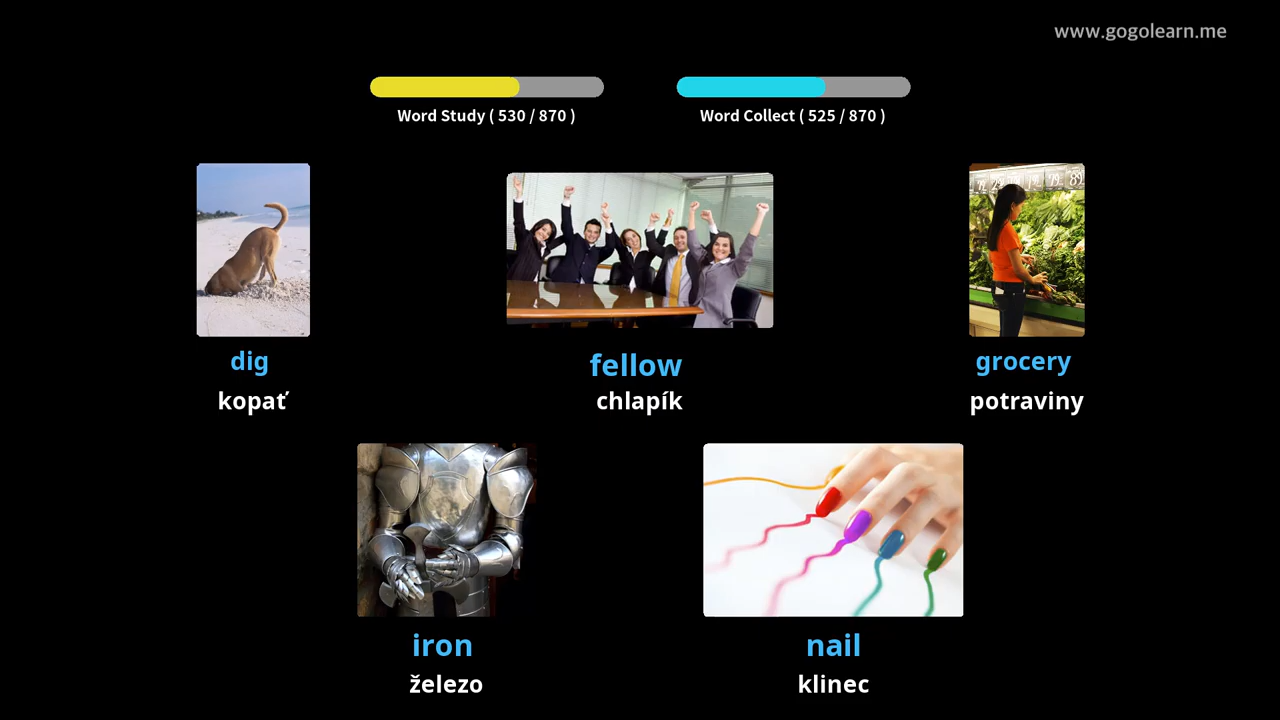 www.gogolearn.me
Word Study ( 530 / 870 )
Word Collect ( 525 / 870 )
dig
kopať
fellow
chlapík
grocery
potraviny
iron
železo
nail
klinec